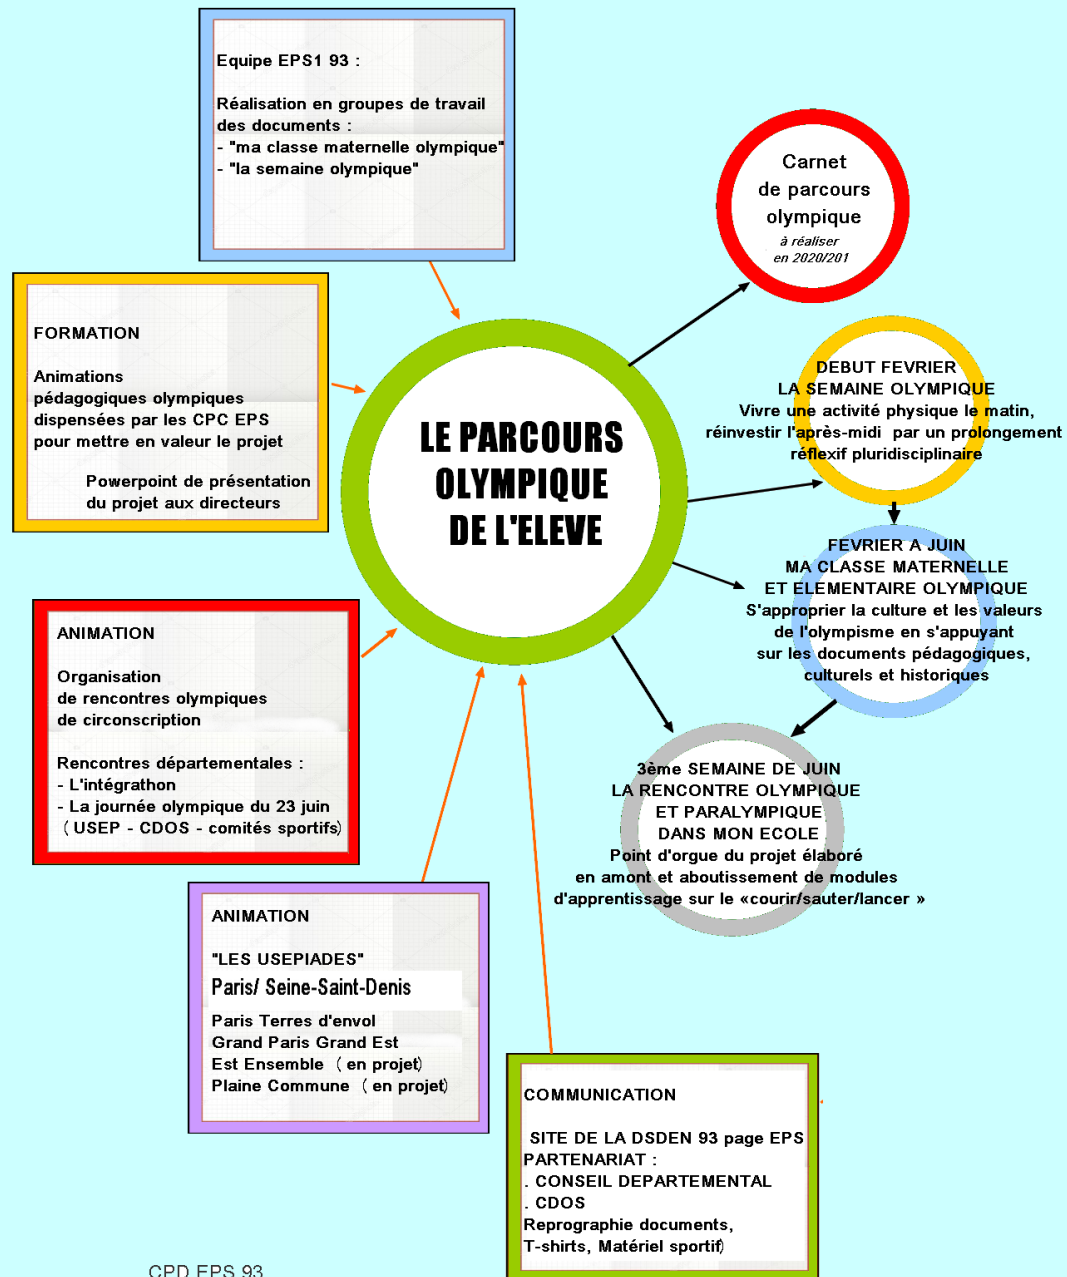 Equipe EPS1 93 :
Réalisation en groupes de travail
des documents :
- "ma classe maternelle olympique"
- "la semaine olympique"
Carnet
de parcours
olympique
à réaliser
en 2020/201
FORMATION
Animations
pédagogiques olympiques
dispensées par les CPC EPS
pour mettre en valeur le projet
Powerpoint de présentation
du projet aux directeurs
LE PARCOURS
OLYMPIQUE
DE L'ELEVE
DEBUT FEVRIER
LA SEMAINE OLYMPIQUE
Vivre une activité physique le matin,
réinvestir l'après-midi par un prolongement
réflexif pluridisciplinaire
FEVRIER A JUIN
MA CLASSE MATERNELLE
ET ELEMENTAIRE OLYMPIQUE
S'approprier la culture et les valeurs
de l'olympisme en s'appuyant
sur les documents pédagogiques,
culturels et historiques
ANIMATION
Organisation
de rencontres olympiques
de circonscription
Rencontres départementales :
- L'intégrathon
- La journée olympique du 23 juin
( USEP - CDOS - comités sportifs)
3ème SEMAINE DE JUIN
LA RENCONTRE OLYMPIQUE
ET PARALYMPIQUE
DANS MON ECOLE
Point d'orgue du projet élaboré
en amont et aboutissement de modules
d'apprentissage sur le «courir/sauter/lancer »
ANIMATION
"LES USEPIADES"
Paris/ Seine-Saint-Denis
Paris Terres d'envol
Grand Paris Grand Est
Est Ensemble ( en projet)
Plaine Commune ( en projet)
COMMUNICATION
SITE DE LA DSDEN 93 page EPS
PARTENARIAT :
. CONSEIL DEPARTEMENTAL
. CDOS
Reprographie documents,
T-shirts, Matériel sportif)
CPD EPS 93